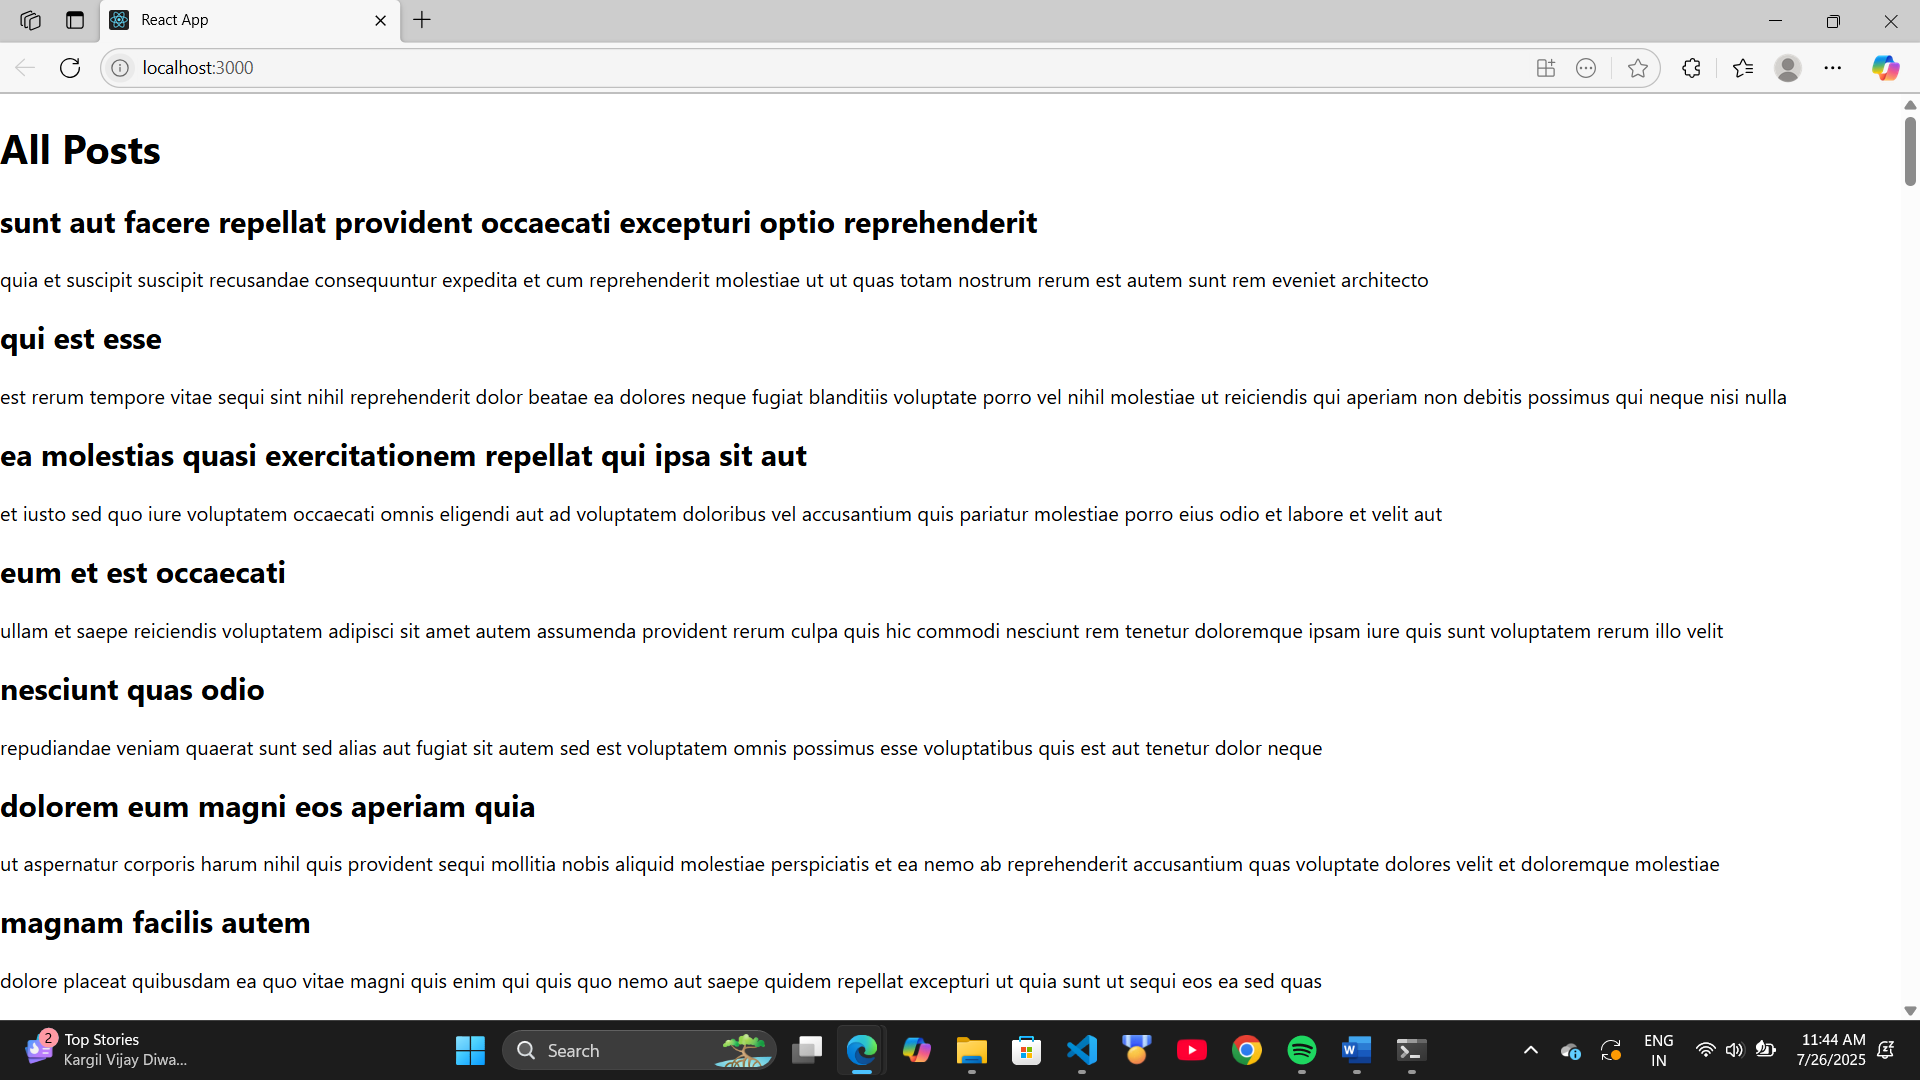 React App
localhost:3000
All Posts
sunt aut facere repellat provident occaecati excepturi optio reprehenderit
quia et suscipit suscipit recusandae consequuntur expedita et cum reprehenderit molestiae ut ut quas totam nostrum rerum est autem sunt rem eveniet architecto
qui est esse
est rerum tempore vitae sequi sint nihil reprehenderit dolor beatae ea dolores neque fugiat blanditiis voluptate porro vel nihil molestiae ut reiciendis qui aperiam non debitis possimus qui neque nisi nulla
ea molestias quasi exercitationem repellat qui ipsa sit aut
et iusto sed quo iure voluptatem occaecati omnis eligendi aut ad voluptatem doloribus vel accusantium quis pariatur molestiae porro eius odio et labore et velit aut
eum et est occaecati
ullam et saepe reiciendis voluptatem adipisci sit amet autem assumenda provident rerum culpa quis hic commodi nesciunt rem tenetur doloremque ipsam iure quis sunt voluptatem rerum illo velit
nesciunt quas odio
repudiandae veniam quaerat sunt sed alias aut fugiat sit autem sed est voluptatem omnis possimus esse voluptatibus quis est aut tenetur dolor neque
dolorem eum magni eos aperiam quia
ut aspernatur corporis harum nihil quis provident sequi mollitia nobis aliquid molestiae perspiciatis et ea nemo ab reprehenderit accusantium quas voluptate dolores velit et doloremque molestiae
magnam facilis autem
dolore placeat quibusdam ea quo vitae magni quis enim qui quis quo nemo aut saepe quidem repellat excepturi ut quia sunt ut sequi eos ea sed quas
2
Top Stories
Kargil Vijay Diwa...
Search
W
ENG
IN
11:44 AM
7/26/2025